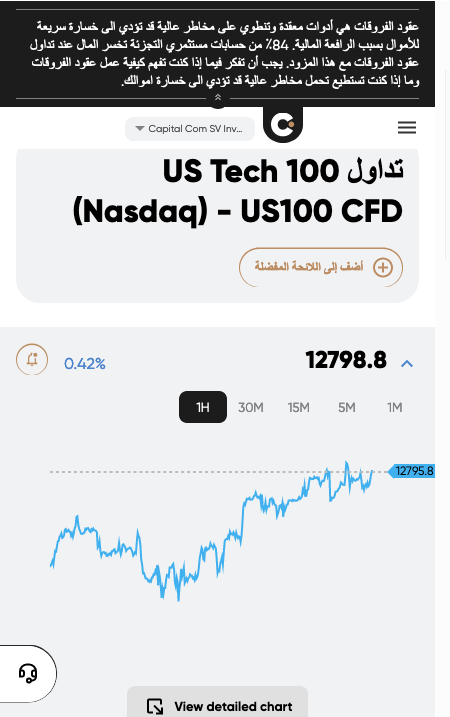 عقود الفروقات هي أدوات معقدة وتنطوي على مخاطر عالية قد تؤدي الى خسارة سريعة
للأموال بسبب الرافعة المالية. 84٪ من حسابات مستثمري التجزئة تخسر المال عند تداول
عقود الفروقات مع هذا المزود. يجب أن تفكر فيما إذا كنت تفهم كيفية عمل عقود الفروقات
وما إذا كنت تستطيع تحمل مخاطر عالية قد تؤدي الى خسارة اموالك.
Capital Com SV Inv...
تداول US Tech 100
(Nasdaq) - US100 CFD
أضف إلى اللائحة المفضلة
0.42%
12798.8
1H 30M 15M 5M 1M
12795.8
View detailed chart